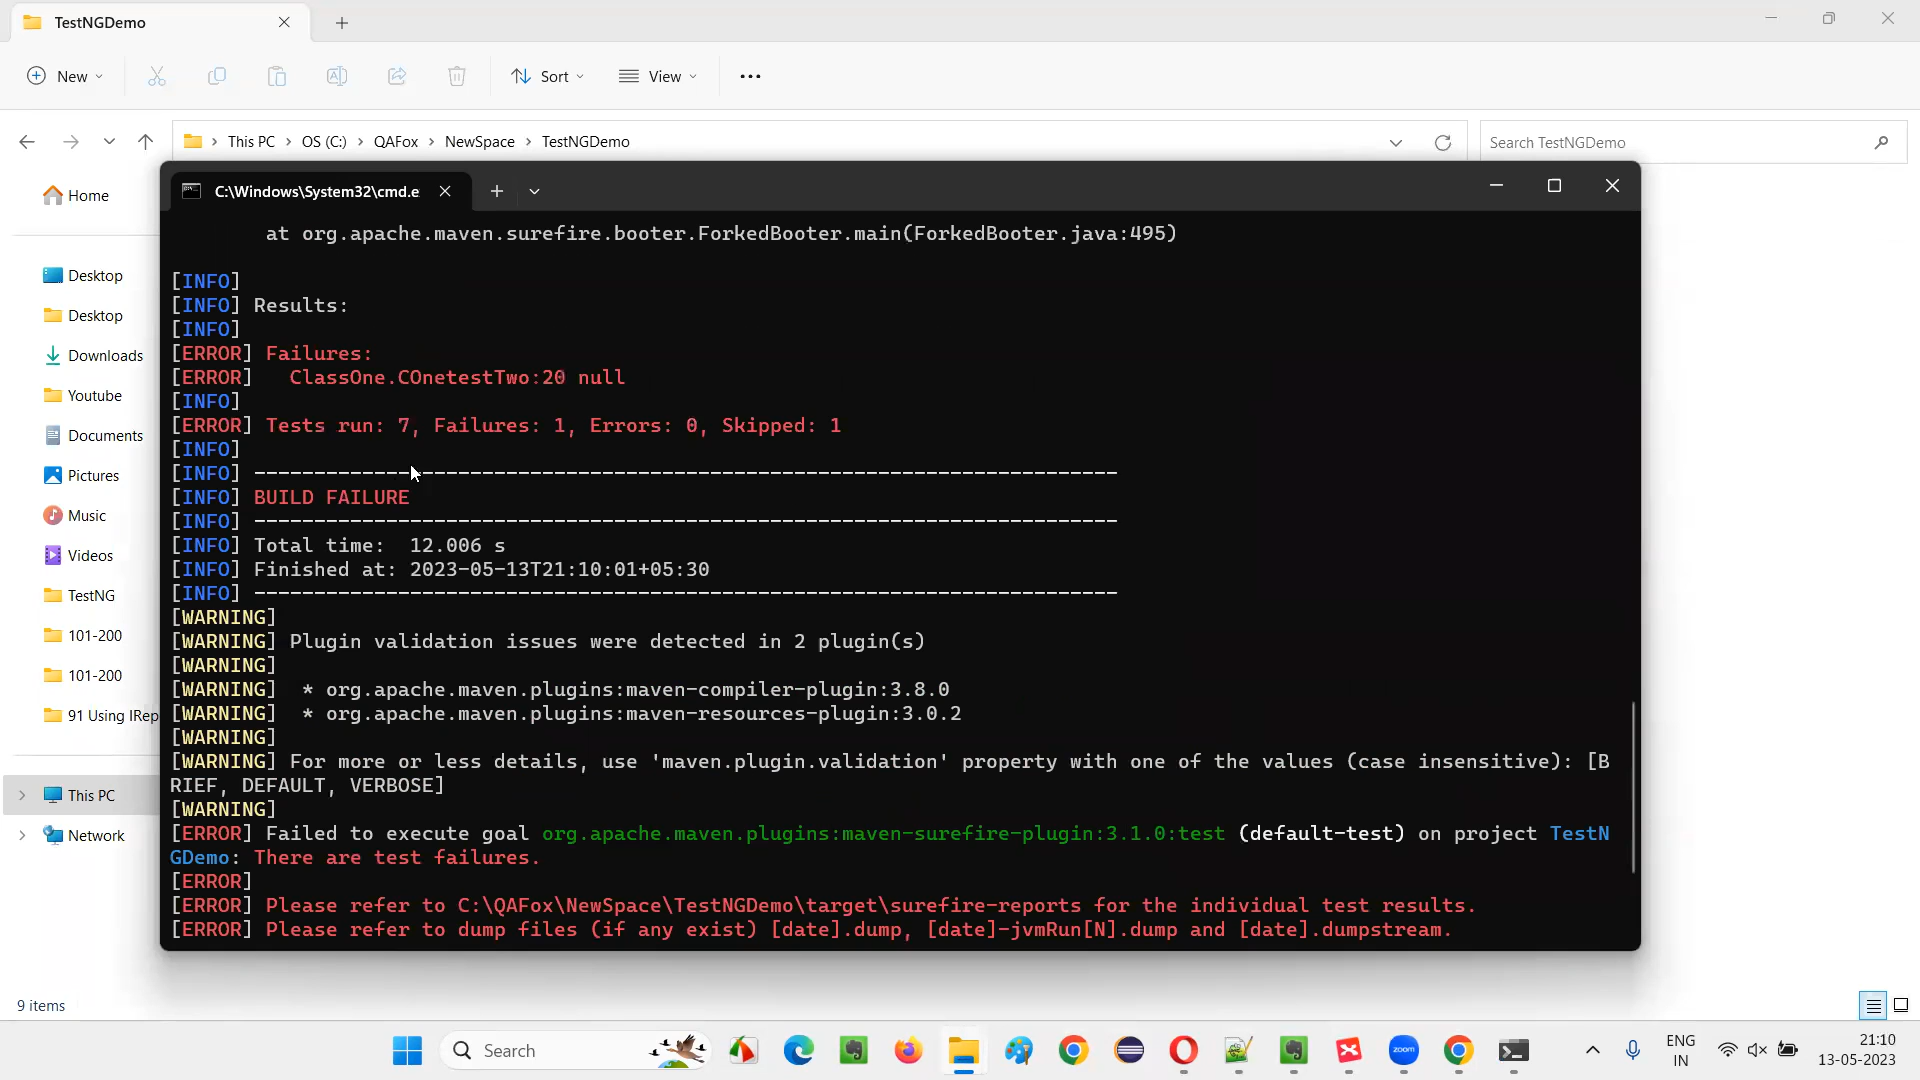 TestNGDemo
New
Sort
View
This PC
OS (C:)
QAFox
NewSpace
TestNGDemo
Search TestNGDemo
Home
Desktop
Desktop
Downloads
Youtube
Documents
Pictures
Music
Videos
TestNG
101-200
101-200
91 Using IRep
This PC
Network
C:\Windows\System32\cmd.e
at org.apache.maven.surefire.booter.ForkedBooter.main(ForkedBooter.java:495)
[INFO]
[INFO] Results:
[INFO]
[ERROR] Failures:
[ERROR]   ClassOne.COnetestTwo:20 null
[INFO]
[ERROR] Tests run: 7, Failures: 1, Errors: 0, Skipped: 1
[INFO]
[INFO] ------------------------------------------------------------------------
[INFO] BUILD FAILURE
[INFO] ------------------------------------------------------------------------
[INFO] Total time:  12.006 s
[INFO] Finished at: 2023-05-13T21:10:01+05:30
[INFO] ------------------------------------------------------------------------
[WARNING]
[WARNING] Plugin validation issues were detected in 2 plugin(s)
[WARNING]
[WARNING]  * org.apache.maven.plugins:maven-compiler-plugin:3.8.0
[WARNING]  * org.apache.maven.plugins:maven-resources-plugin:3.0.2
[WARNING]
[WARNING] For more or less details, use 'maven.plugin.validation' property with one of the values (case insensitive): [B
RIEF, DEFAULT, VERBOSE]
[WARNING]
[ERROR] Failed to execute goal org.apache.maven.plugins:maven-surefire-plugin:3.1.0:test (default-test) on project TestN
GDemo: There are test failures.
[ERROR]
[ERROR] Please refer to C:\QAFox\NewSpace\TestNGDemo\target\surefire-reports for the individual test results.
[ERROR] Please refer to dump files (if any exist) [date].dump, [date]-jvmRun[N].dump and [date].dumpstream.
9 items
Search
zoom
ENG
IN
21:10
13-05-2023